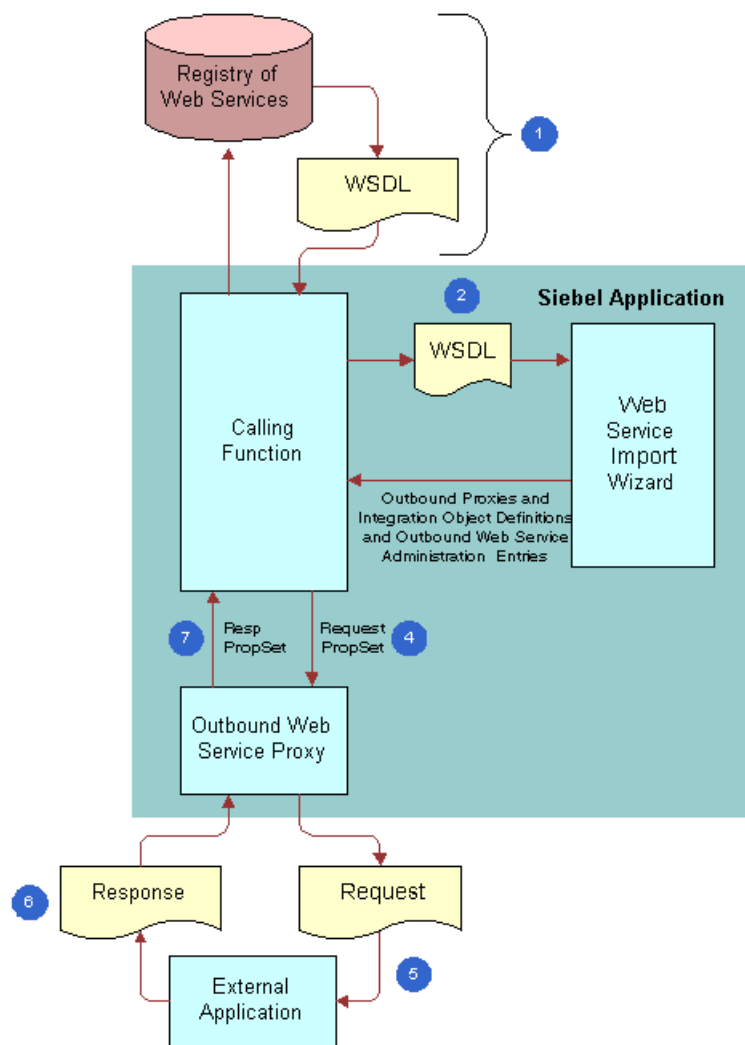 Registry of
Web Services
1
WSDL
Siebel Application
2
WSDL
Web
Service
Import
Wizard
Calling
Function
Outbound Proxies and
Integration Object Definitions
and Outbound Web Service
Administration Entries
7
Resp
PropSet
Request
PropSet
4
Outbound Web
Service Proxy
6
Response
Request
5
External
Application